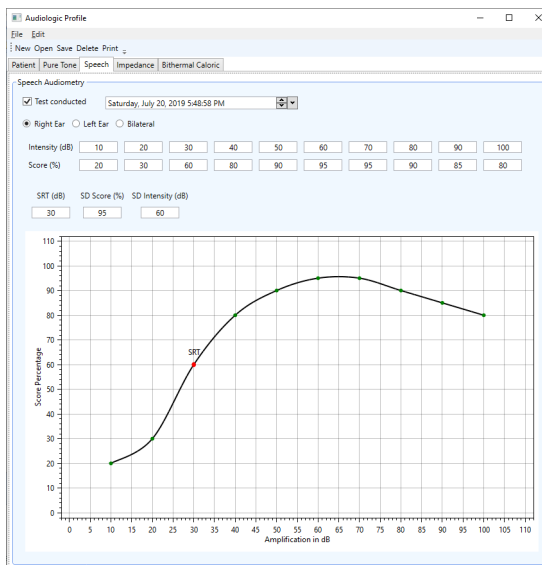 Audiologic Profile
File Edit
New Open Save Delete Print
Patient Pure Tone Speech Impedance Bithermal Caloric
Speech Audiometry
Test conducted Saturday, July 20, 2019 5:48:58 PM
Right Ear Left Ear Bilateral
Intensity (dB) 10 20 30 40 50 60 70 80 90 100
Score (%) 20 30 60 80 90 95 95 90 85 80
SRT (dB) SD Score (%) SD Intensity (dB)
30 95 60
110
100
90
80
70
SRT
60
50
40
30
20
10
0
Score Percentage
0 5 10 15 20 25 30 35 40 45 50 55 60 65 70 75 80 85 90 95 100 105 110
Amplification in dB